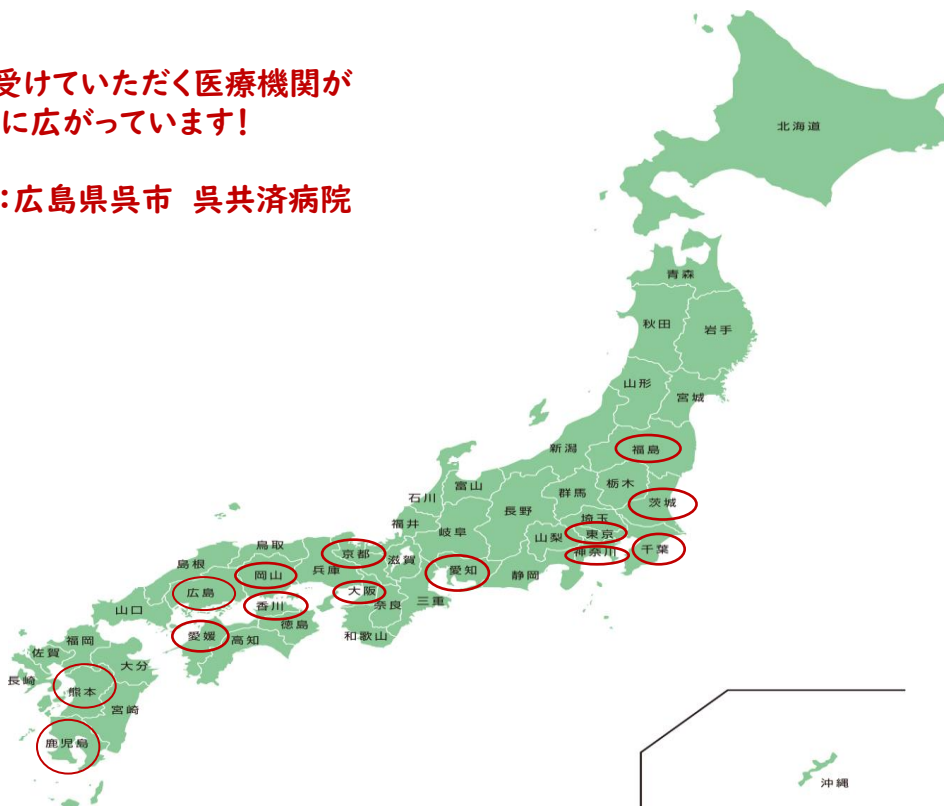 受けていただく医療機関が
に広がっています!
:広島県呉市 呉共済病院
北海道
青森
秋田
岩手
山形
宮城
新潟
福島
富山
石川
群馬
栃木
茨城
長野
埼玉
福井
岐阜
山梨
東京
神奈川
千葉
鳥取
京都
滋賀
愛知
静岡
島根
岡山
兵庫
広島
大阪
奈良
三重
山口
香川
徳島
愛媛
高知
和歌山
福岡
佐賀
大分
長崎
熊本
宮崎
鹿児島
沖縄